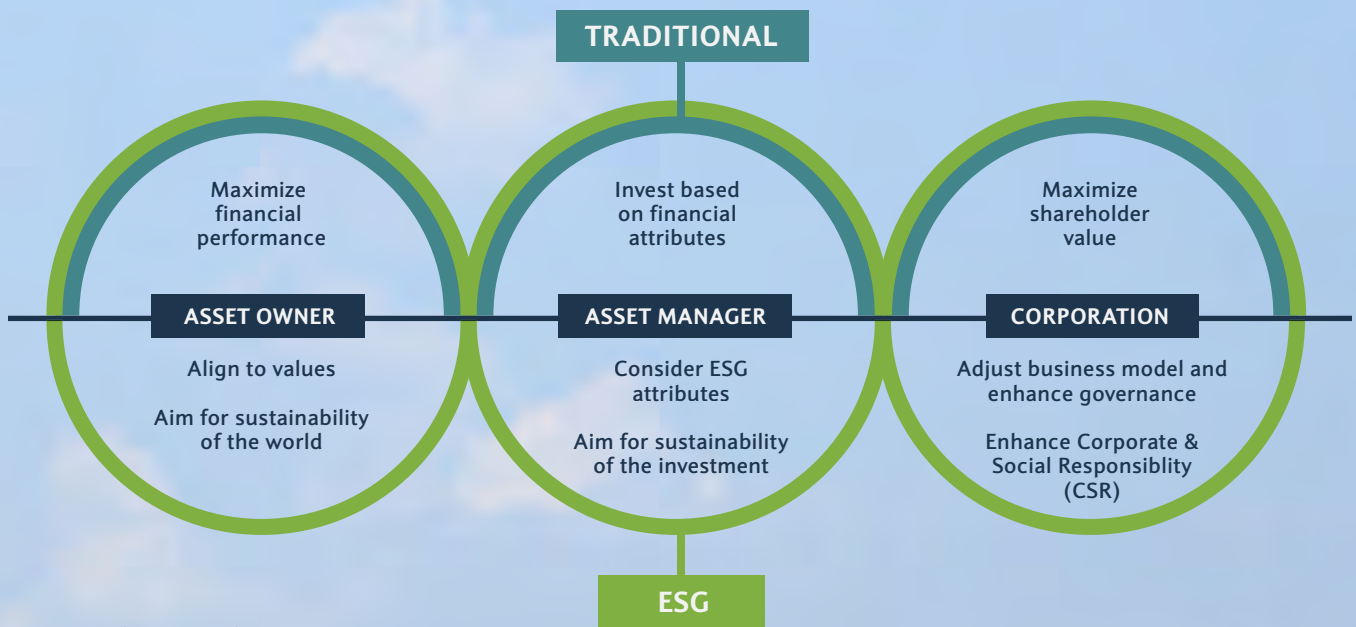 TRADITIONAL
Maximize
financial
performance
Invest based
on financial
attributes
Maximize
shareholder
value
ASSET OWNER
ASSET MANAGER
CORPORATION
Align to values
Aim for sustainability
of the world
Consider ESG
attributes
Aim for sustainability
of the investment
Adjust business model and
enhance governance
Enhance Corporate &
Social Responsiblity
(CSR)
ESG